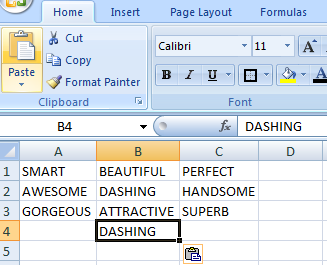 Home Insert Page Layout Formulas
Cut
Calibri 11 A
Copy
Paste
Format Painter
B I U A
Clipboard Font
B4 fx DASHING
A B C D
1 SMART BEAUTIFUL PERFECT
2 AWESOME DASHING HANDSOME
3 GORGEOUS ATTRACTIVE SUPERB
4 DASHING
5